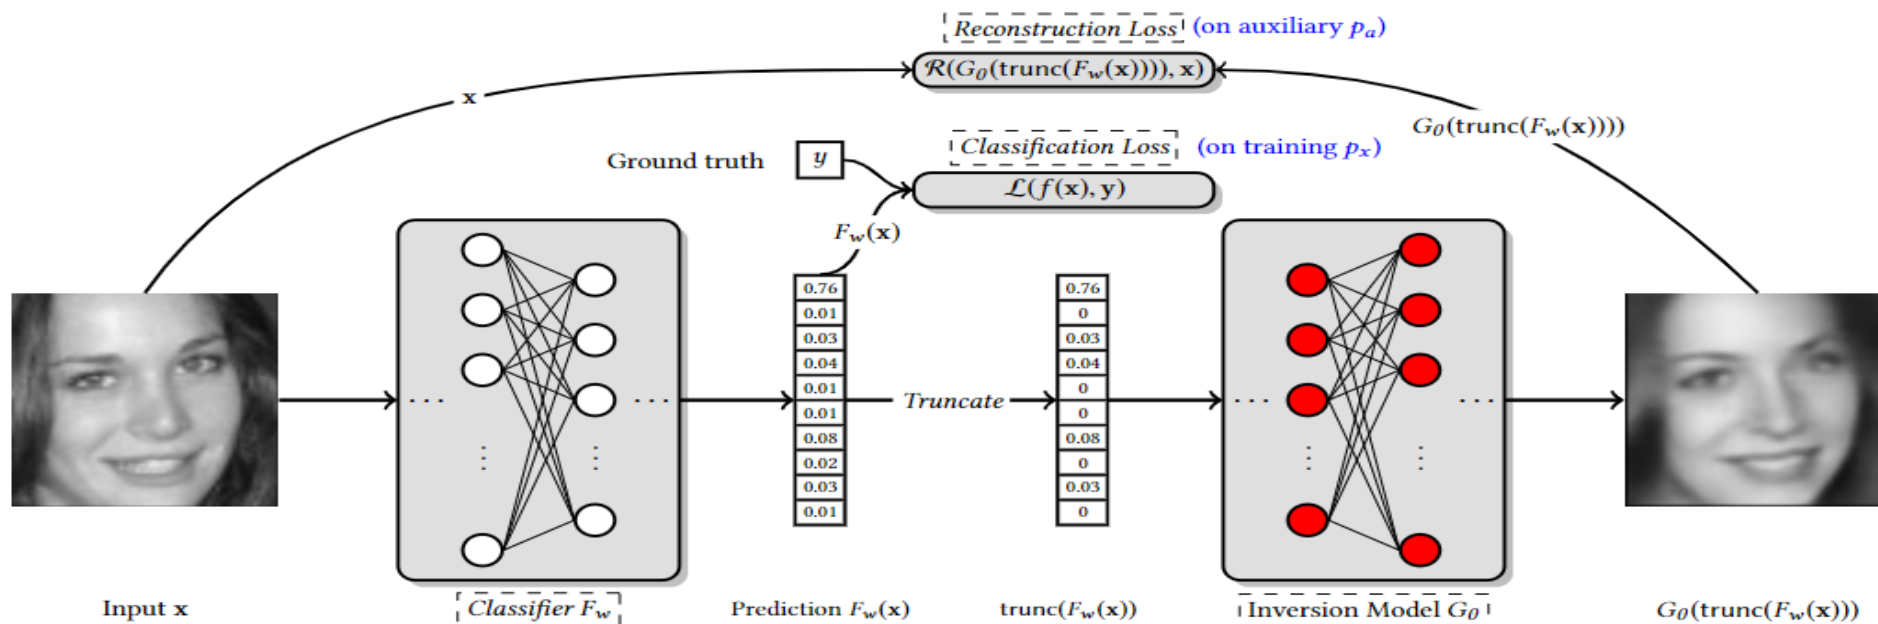 Reconstruction Loss (on auxiliary pₐ)
ℛ(G_θ(trunc(F_w(x)))), x)
x
G_θ(trunc(F_w(x))))
Classification Loss (on training pₓ)
Ground truth y
ℒ(f(x), y)
F_w(x)
0.76
0.01
0.03
0.04
0.01
0.01
0.08
0.02
0.03
0.01
Truncate
0.76
0
0.03
0.04
0
0
0.08
0
0.03
0
...
...
...
...
Input x
Classifier F_w
Prediction F_w(x)
trunc(F_w(x))
Inversion Model G_θ
G_θ(trunc(F_w(x)))